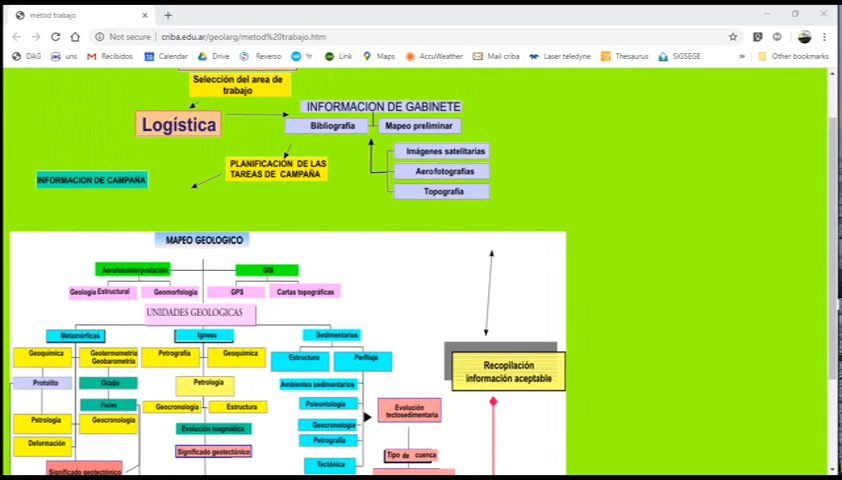 metod trabajo
Not secure | criba.edu.ar/geolarg/metod%20trabajo.htm
DAG
uns
Recibidos
Calendar
Drive
Reverso
Yr
Link
Maps
AccuWeather
Mail criba
Laser teledyne
Thesaurus
SIGSEGE
»
Other bookmarks
Selección del area de
trabajo
Logística
INFORMACION DE GABINETE
Bibliografía
Mapeo preliminar
Imágenes satelitarias
Aerofotografías
Topografía
PLANIFICACION DE LAS
TAREAS DE CAMPAÑA
INFORMACION DE CAMPAÑA
MAPEO GEOLOGICO
Aerofotointerpretación
GIS
Geología Estructural
Geomorfología
GPS
Cartas topográficas
UNIDADES GEOLOGICAS
Metamórficas
Igneas
Sedimentarias
Geoquímica
Geotermometría
Geobarometría
Petrografía
Geoquímica
Estructura
Perfilaje
Protolito
Grado
Petrología
Ambientes sedimentarios
Facies
Geocronología
Estructura
Paleontología
Petrología
Geocronología
Evolución magmática
Geocronología
Deformación
Significado geotectónico
Petrografía
Significado geotectónico
Tectónica
Evolución
tectosedimentaria
Tipo de cuenca
Recopilación
información aceptable